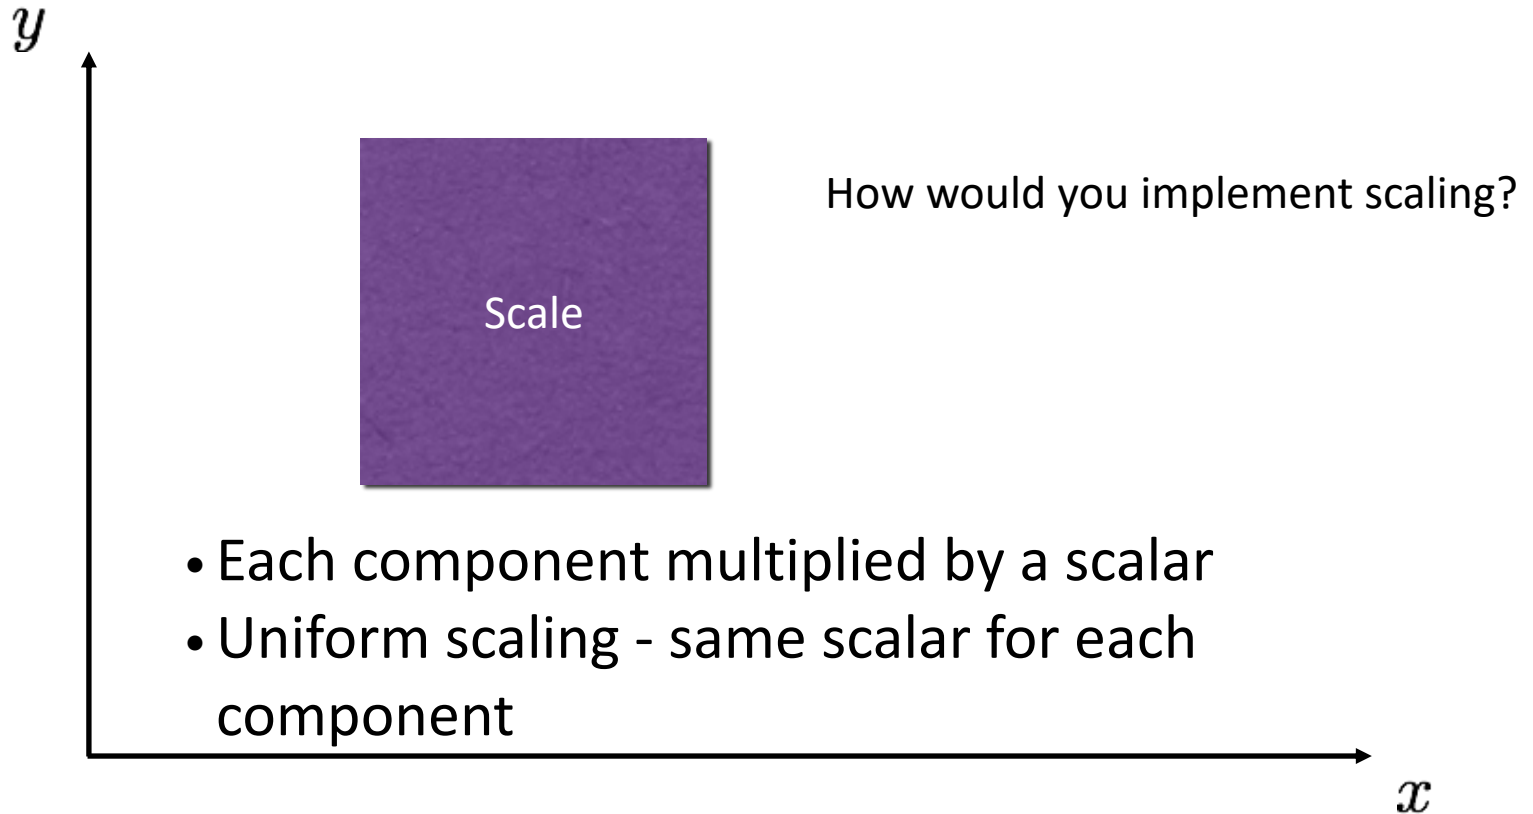 y
How would you implement scaling?
Scale
• Each component multiplied by a scalar
• Uniform scaling - same scalar for each
component
x